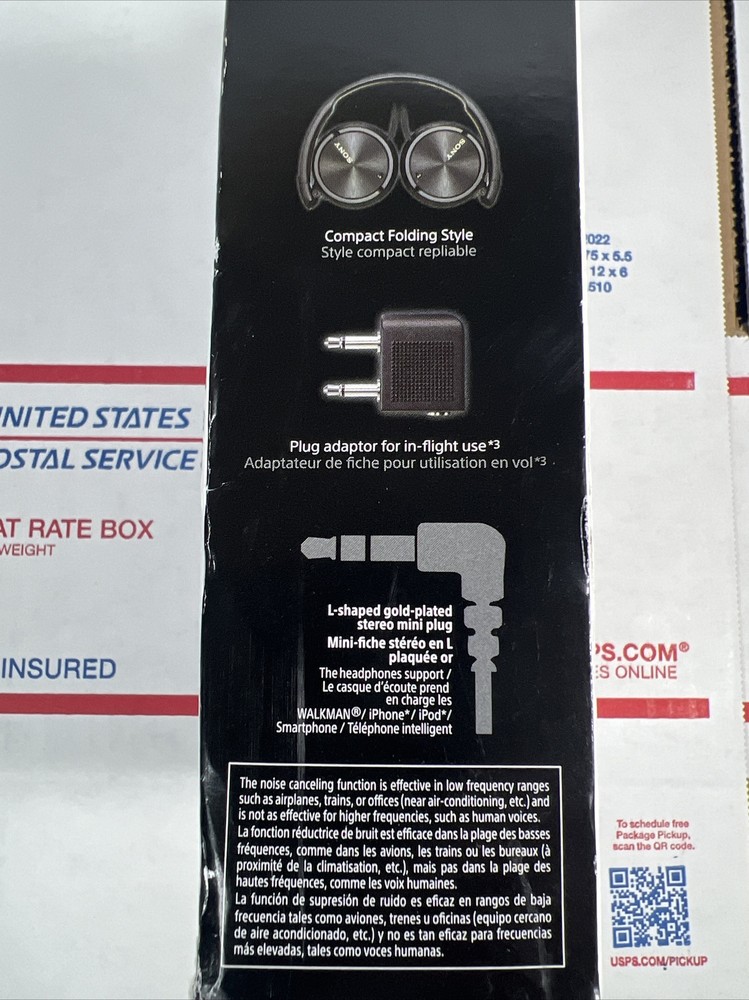 SONY
SONY
Compact Folding Style
Style compact repliable
Plug adaptor for in-flight use*3
Adaptateur de fiche pour utilisation en vol*3
L-shaped gold-plated
stereo mini plug
Mini-fiche stéréo en L
plaquée or
The headphones support /
Le casque d'écoute prend
en charge les
WALKMAN®/ iPhone*/ iPod*/
Smartphone / Téléphone intelligent
The noise canceling function is effective in low frequency ranges
such as airplanes, trains, or offices (near air-conditioning, etc.) and
is not as effective for higher frequencies, such as human voices.
La fonction réductrice de bruit est efficace dans la plage des basses
fréquences, comme dans les avions, les trains ou les bureaux (à
proximité de la climatisation, etc.), mais pas dans la plage des
hautes fréquences, comme les voix humaines.
La función de supresión de ruido es eficaz en rangos de baja
frecuencia tales como aviones, trenes u oficinas (equipo cercano
de aire acondicionado, etc.) y no es tan eficaz para frecuencias
más elevadas, tales como voces humanas.
NITED STATES
OSTAL SERVICE
AT RATE BOX
WEIGHT
INSURED
2022
75 x 5.5
12 x 6
510
PS.COM®
ES ONLINE
To schedule free
Package Pickup,
scan the QR code.
USPS.COM/PICKUP